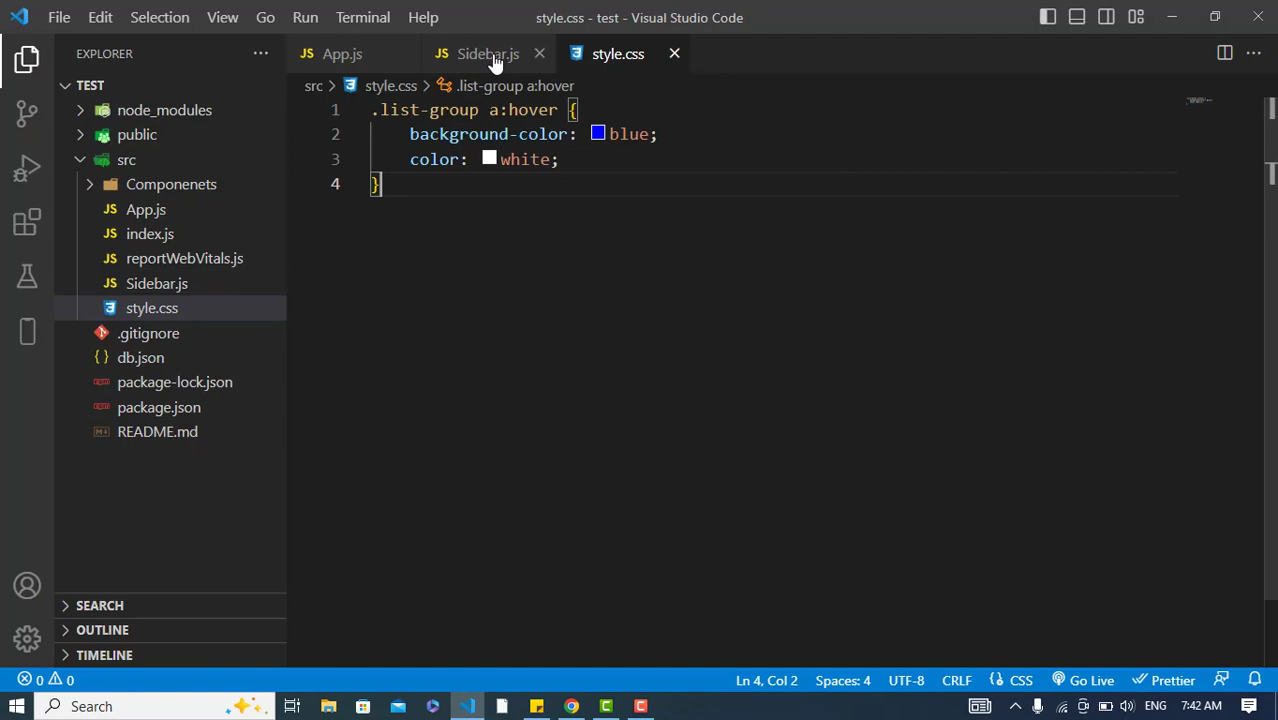 File Edit Selection View Go Run Terminal Help style.css - test - Visual Studio Code
EXPLORER
JS App.js
JS Sidebar.js
style.css
TEST
src style.css .list-group a:hover
node_modules
public
src
Componenets
JS App.js
JS index.js
JS reportWebVitals.js
JS Sidebar.js
style.css
.gitignore
{ } db.json
package-lock.json
package.json
README.md
1 .list-group a:hover {
2 background-color: blue;
3 color: white;
4 }
SEARCH
OUTLINE
TIMELINE
0 0 Ln 4, Col 2 Spaces: 4 UTF-8 CRLF { } CSS Go Live Prettier
Search ENG 7:42 AM